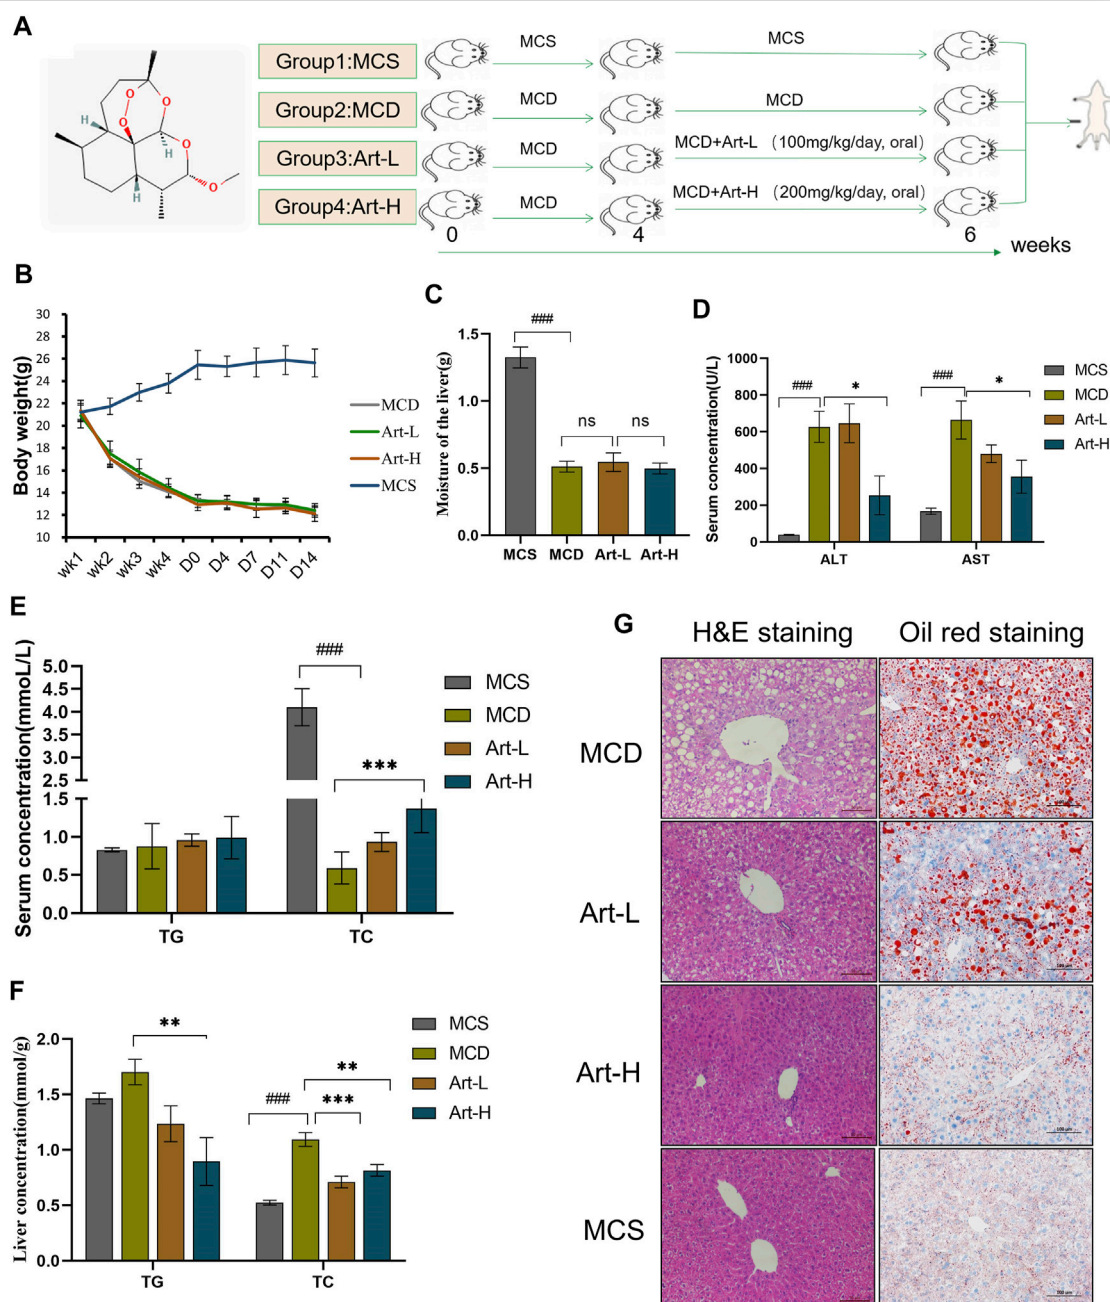 A
O
O
O
O
O
H
H
H
Group1:MCS
Group2:MCD
Group3:Art-L
Group4:Art-H
MCS
MCS
MCD
MCD
MCD
MCD+Art-L （100mg/kg/day, oral）
MCD
MCD+Art-H （200mg/kg/day, oral）
0
4
6
weeks
B
Body weight(g)
30
28
26
24
22
20
18
16
14
12
10
wk1
wk2
wk3
wk4
D0
D4
D7
D11
D14
MCD
Art-L
Art-H
MCS
C
Moisture of the liver(g)
1.5
1.0
0.5
0.0
###
ns
ns
MCS
MCD
Art-L
Art-H
D
Serum concentration(U/L)
1000
800
600
400
200
0
###
*
###
*
ALT
AST
MCS
MCD
Art-L
Art-H
E
Serum concentration(mmoL/L)
5.0
4.5
4.0
3.5
3.0
2.5
1.5
1.0
0.5
0.0
###
***
TG
TC
MCS
MCD
Art-L
Art-H
F
Liver concentration(mmol/g)
2.0
1.5
1.0
0.5
0.0
**
###
**
***
TG
TC
MCS
MCD
Art-L
Art-H
G
H&E staining
Oil red staining
MCD
Art-L
100 μm
Art-H
100 μm
MCS
100 μm